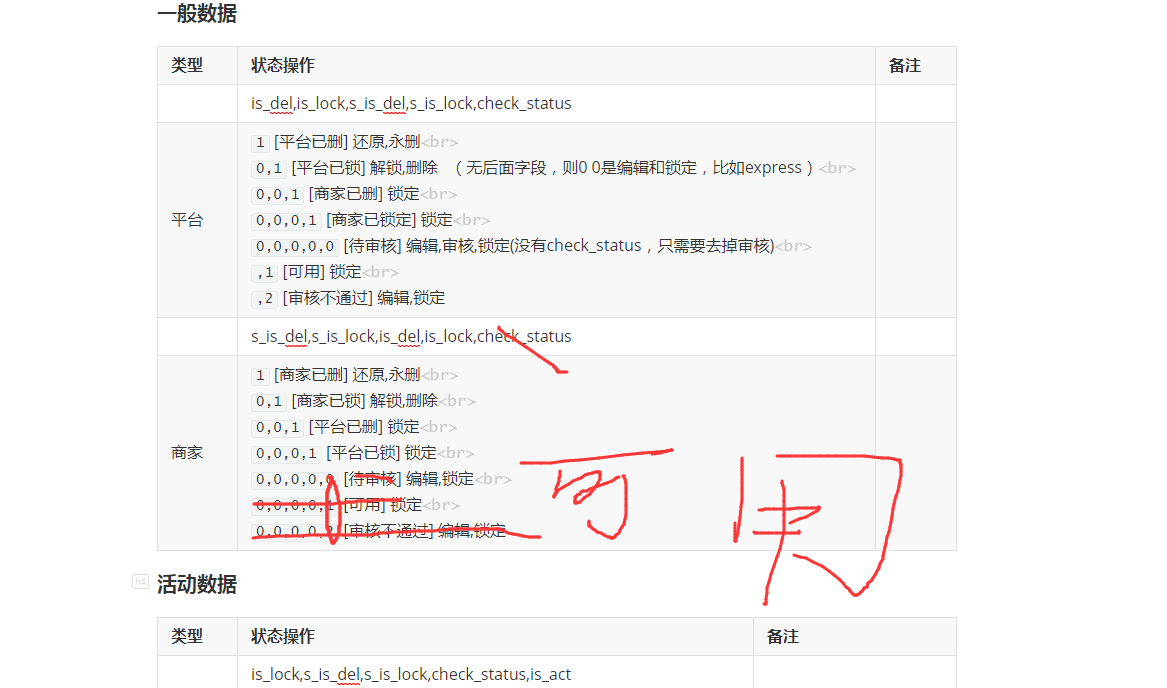 一般数据
类型 状态操作 备注
is_del,is_lock,s_is_del,s_is_lock,check_status
平台
1 [平台已删] 还原,永删<br>
0,1 [平台已锁] 解锁,删除 （无后面字段，则0 0是编辑和锁定，比如express）<br>
0,0,1 [商家已删] 锁定<br>
0,0,0,1 [商家已锁定] 锁定<br>
0,0,0,0,0 [待审核] 编辑,审核,锁定(没有check_status，只需要去掉审核)<br>
,1 [可用] 锁定<br>
,2 [审核不通过] 编辑,锁定
s_is_del,s_is_lock,is_del,is_lock,check_status
商家
1 [商家已删] 还原,永删<br>
0,1 [商家已锁] 解锁,删除<br>
0,0,1 [平台已删] 锁定<br>
0,0,0,1 [平台已锁] 锁定<br>
0,0,0,0,0 [待审核] 编辑,锁定<br>
0,0,0,0,1 [可用] 锁定<br>
0,0,0,0,2 [审核不通过] 编辑,锁定
h4 活动数据
类型 状态操作 备注
is_lock,s_is_del,s_is_lock,check_status,is_act